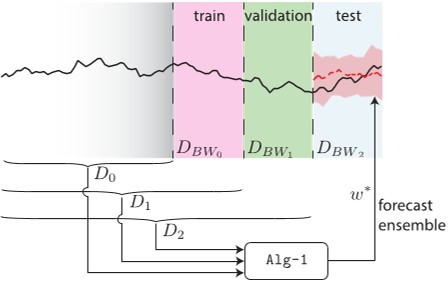 train validation test
D_{BW_0} D_{BW_1} D_{BW_2}
D_0
D_1
D_2
w*
forecast
ensemble
Alg-1